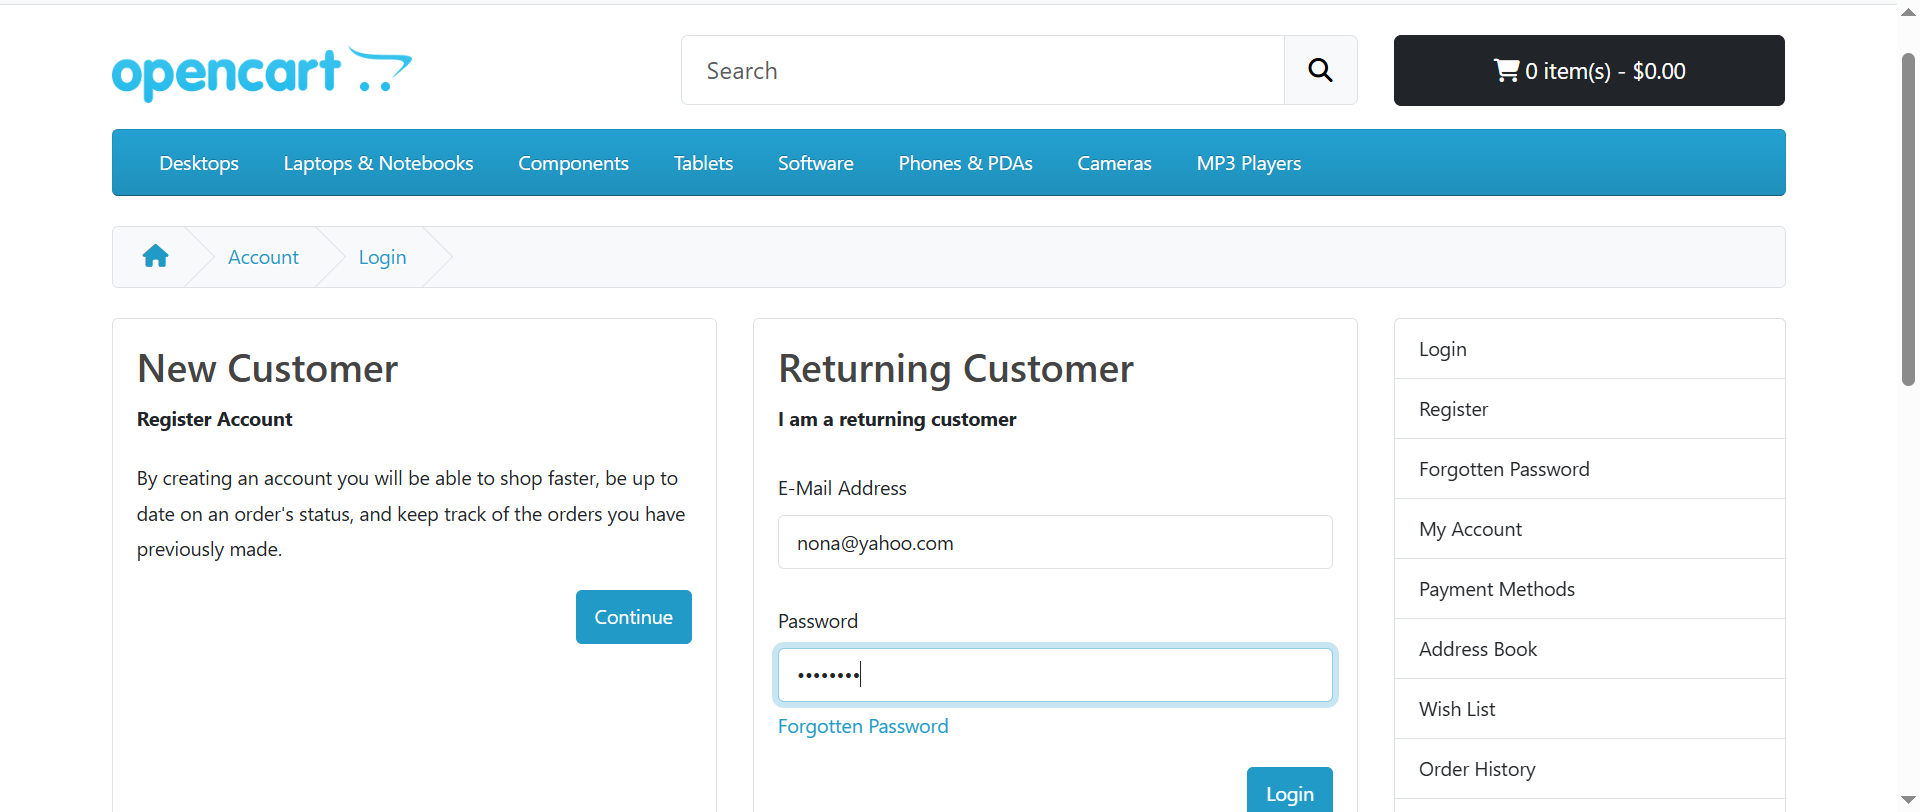 opencart
Search
0 item(s) - $0.00
Desktops Laptops & Notebooks Components Tablets Software Phones & PDAs Cameras MP3 Players
Account Login
New Customer
Register Account
By creating an account you will be able to shop faster, be up to
date on an order's status, and keep track of the orders you have
previously made.
Continue
Returning Customer
I am a returning customer
E-Mail Address
nona@yahoo.com
Password
••••••••
Forgotten Password
Login
Login
Register
Forgotten Password
My Account
Payment Methods
Address Book
Wish List
Order History